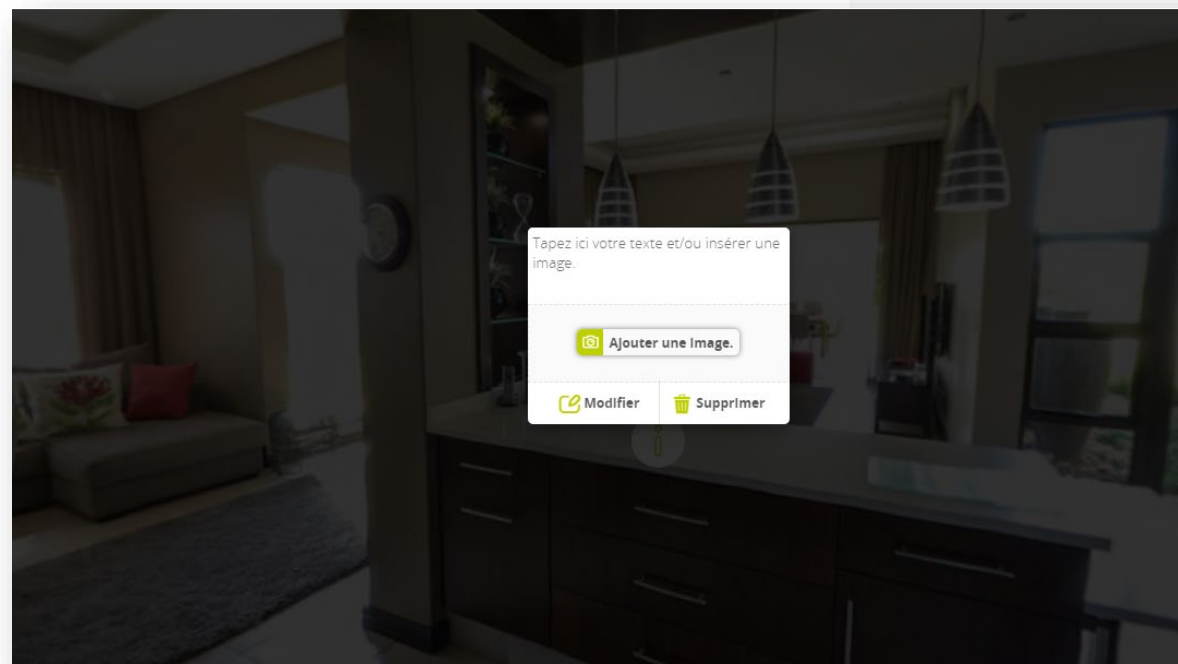 Tapez ici votre texte et/ou insérer une
image.
Ajouter une image.
Modifier
Supprimer